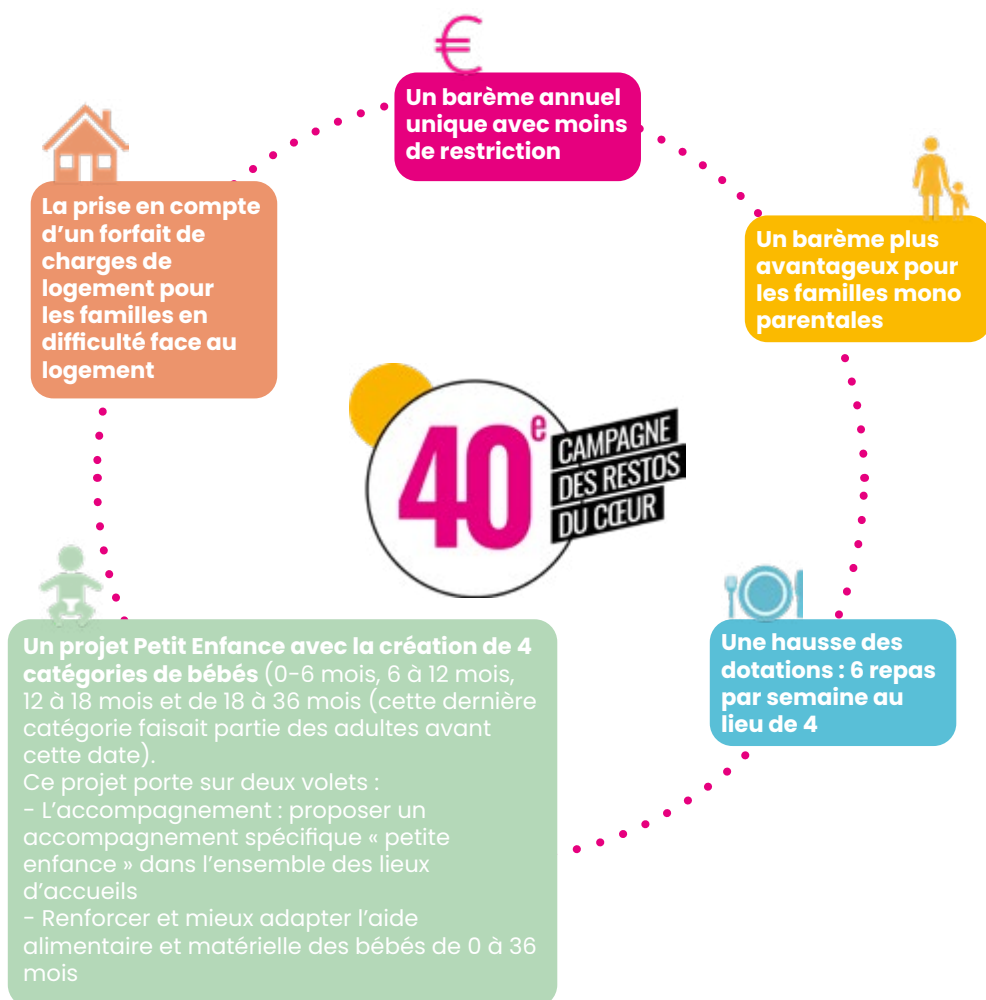 €
Un barème annuel
unique avec moins
de restriction
La prise en compte
d'un forfait de
charges de
logement pour
les familles en
difficulté face au
logement
Un barème plus
avantageux pour
les familles mono
parentales
40e
CAMPAGNE
DES RESTOS
DU CŒUR
Un projet Petit Enfance avec la création de 4
catégories de bébés (0-6 mois, 6 à 12 mois,
12 à 18 mois et de 18 à 36 mois (cette dernière
catégorie faisait partie des adultes avant
cette date).
Ce projet porte sur deux volets :
- L'accompagnement : proposer un
accompagnement spécifique « petite
enfance » dans l'ensemble des lieux
d'accueils
- Renforcer et mieux adapter l'aide
alimentaire et matérielle des bébés de 0 à 36
mois
Une hausse des
dotations : 6 repas
par semaine au
lieu de 4